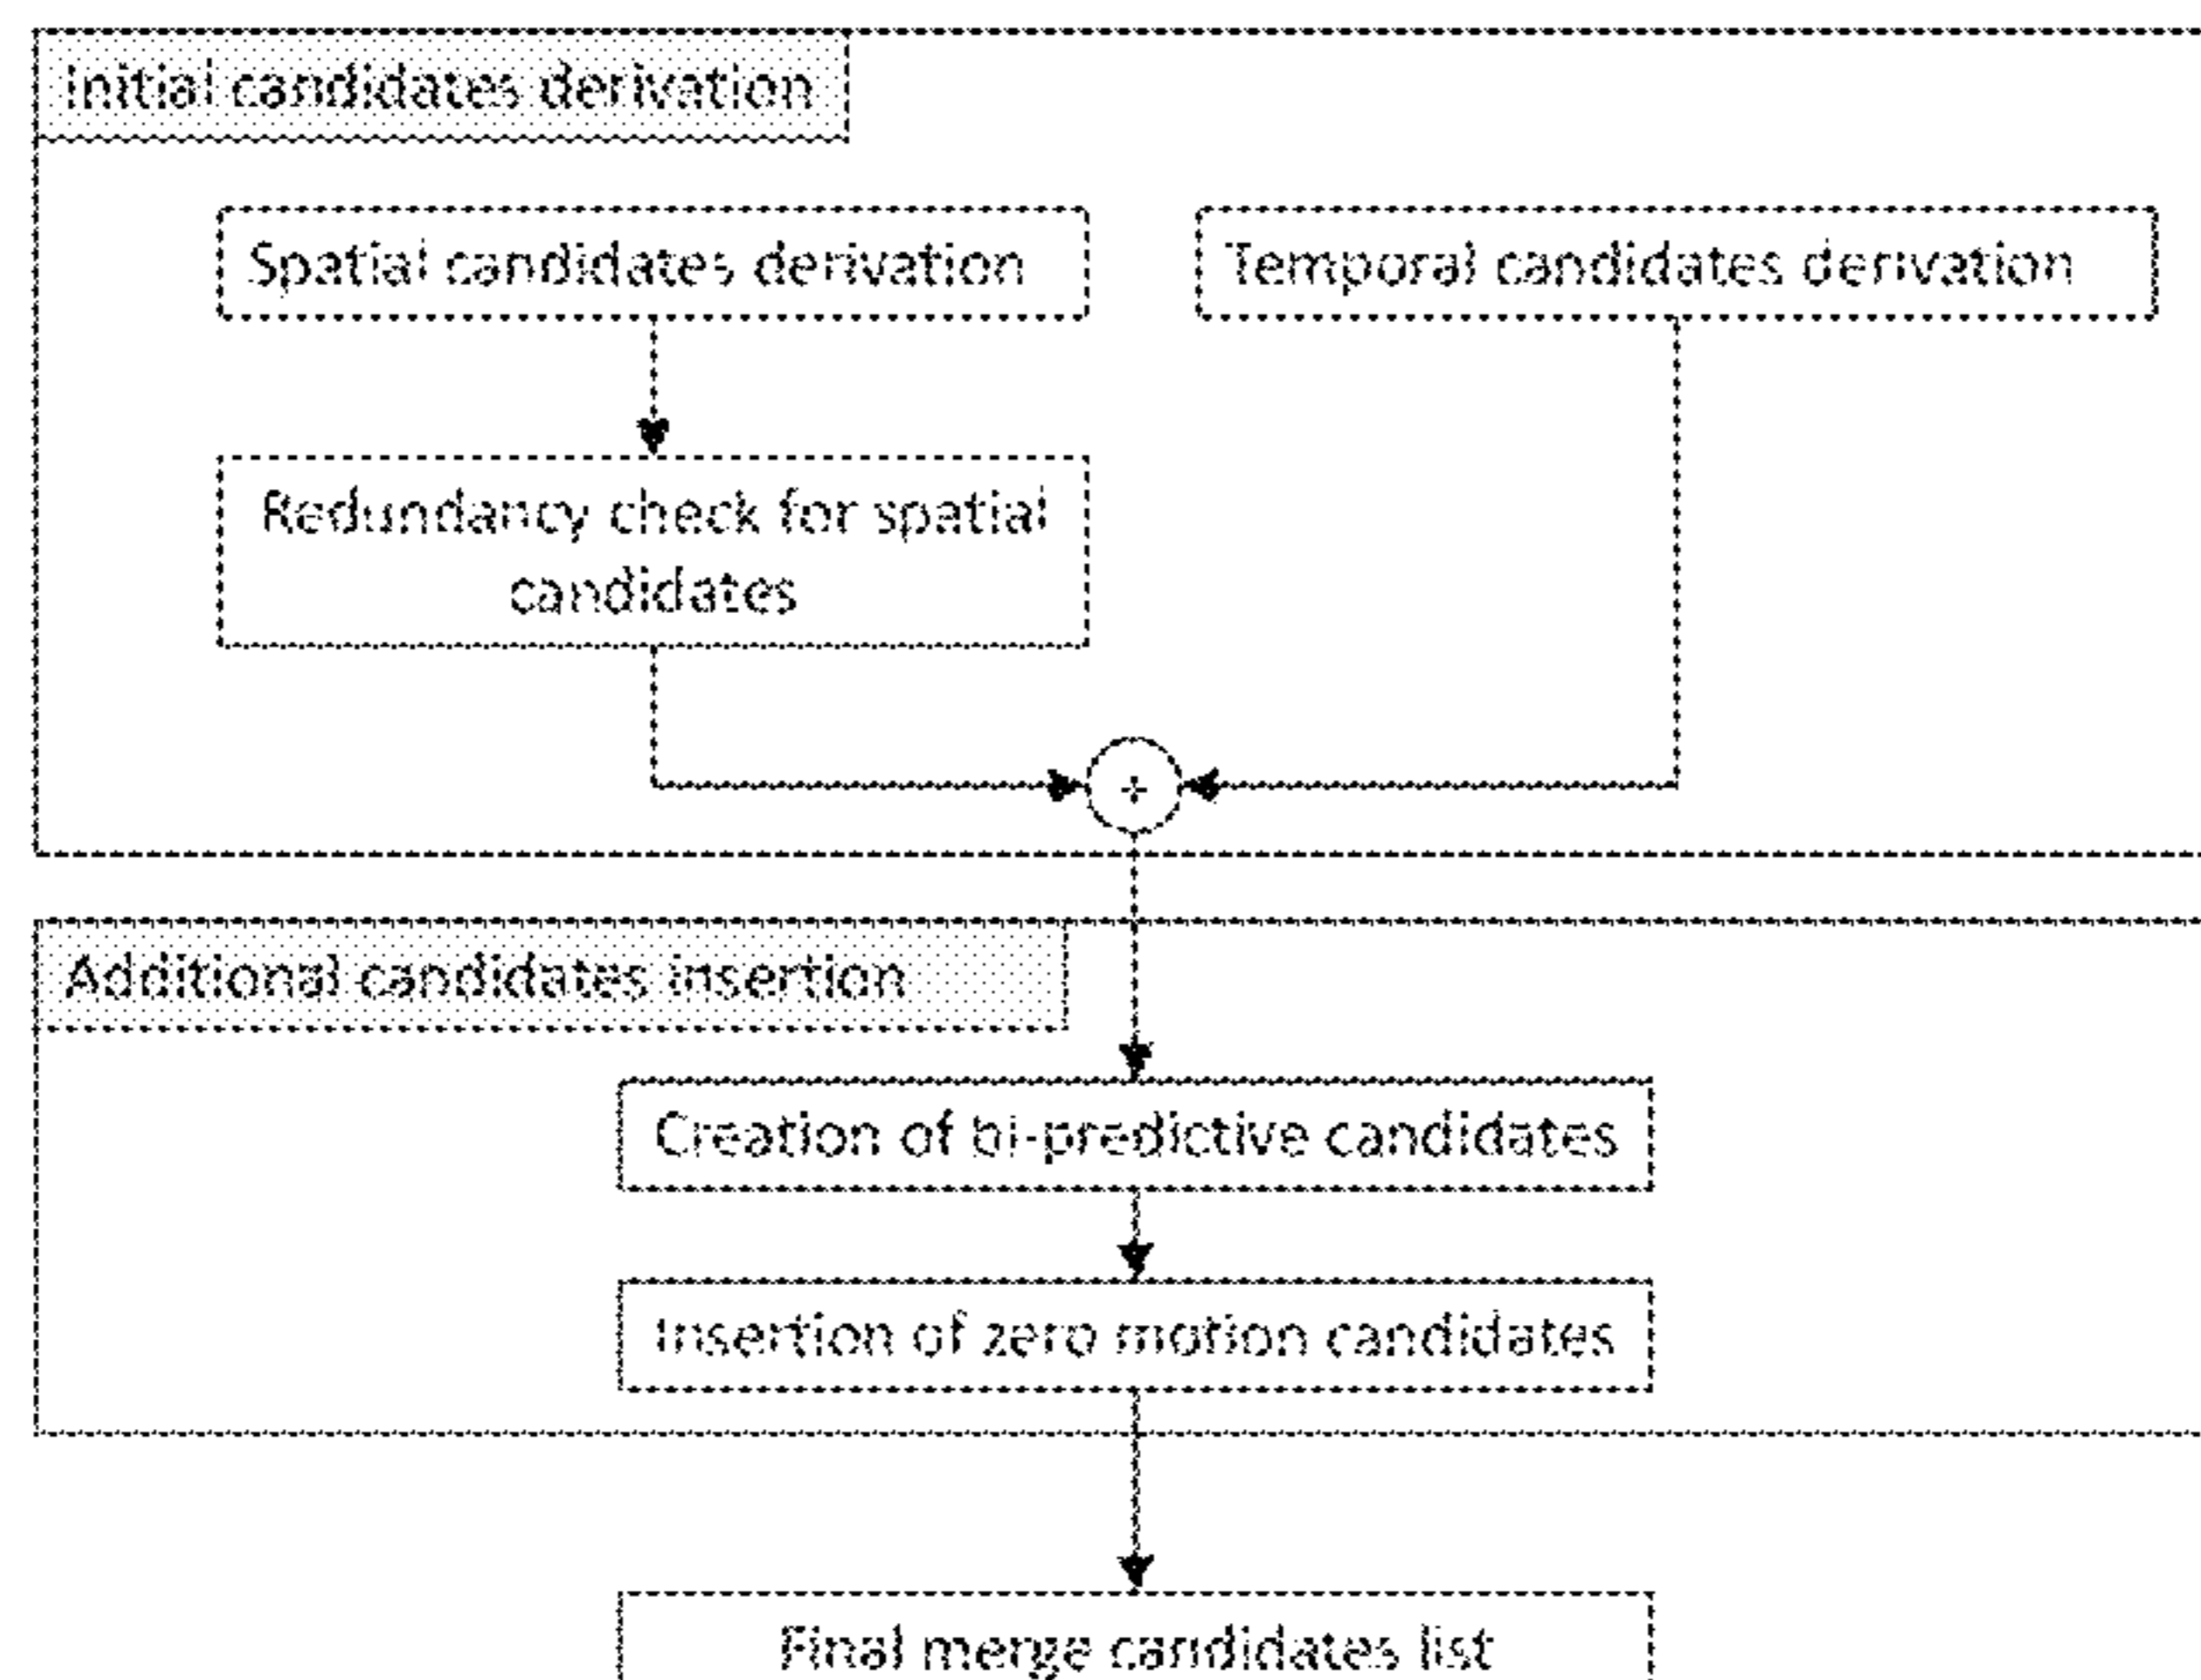 Initial candidates derivation
Spatial candidates derivation
Temporal candidates derivation
Redundancy check for spatial
candidates
+
Additional candidates insertion
Creation of bi-predictive candidates
Insertion of zero motion candidates
Final merge candidates list